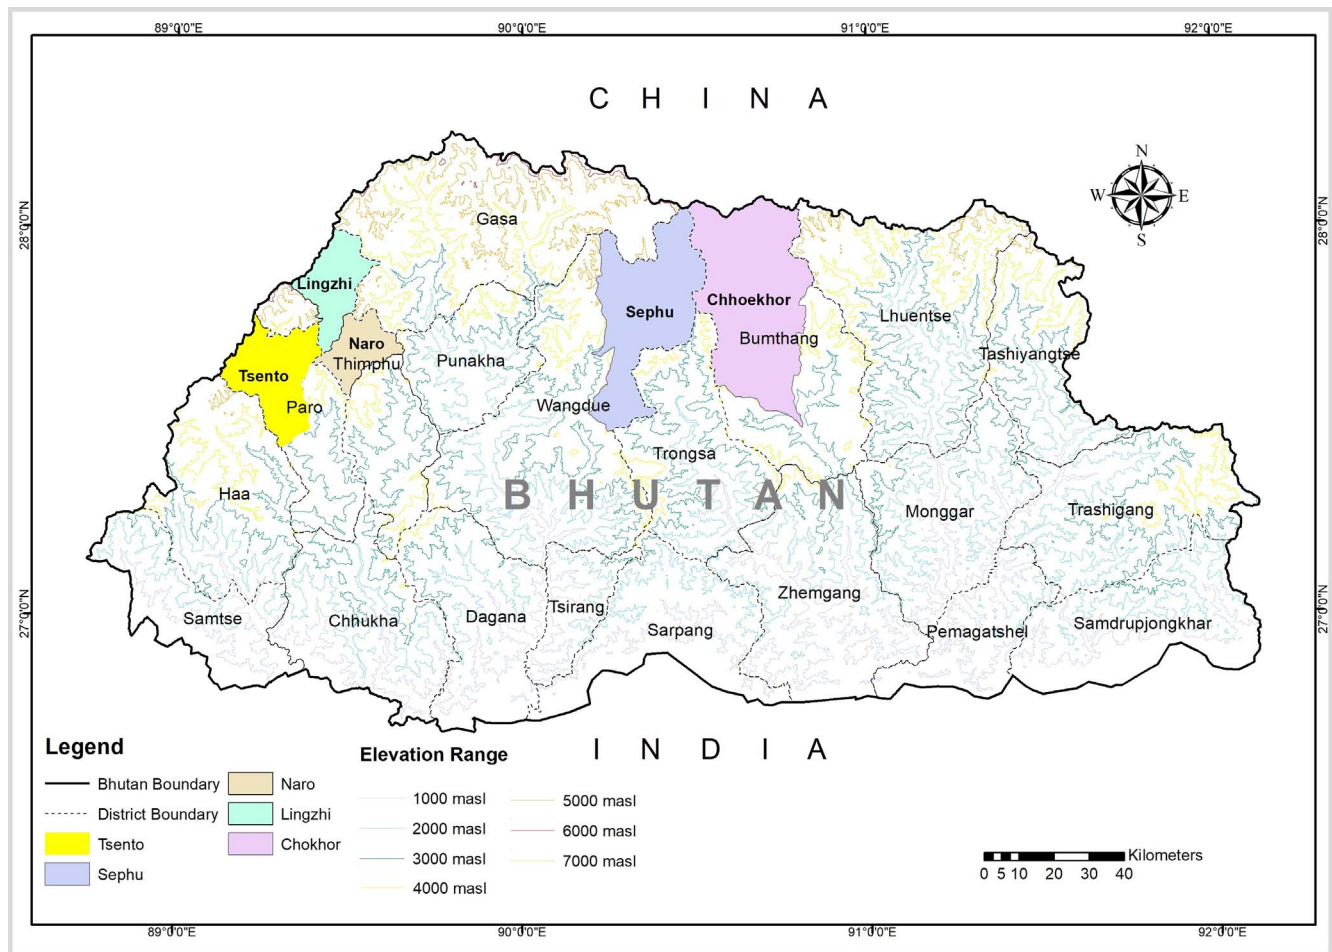 89°0'0"E 90°0'0"E 91°0'0"E 92°0'0"E
C H I N A
N
W E
S
28°0'0"N 28°0'0"N
Gasa
Lingzhi
Sephu
Chhoekhor
Lhuentse
Naro
Bumthang
Thimphu
Punakha
Tashiyangtse
Tsento
Paro
Wangdue
Trongsa
Haa
B H U T A N
Monggar
Trashigang
Zhemgang
Samtse
Chhukha
Dagana
Tsirang
Sarpang
Pemagatshel
Samdrupjongkhar
27°0'0"N 27°0'0"N
I N D I A
Legend
Bhutan Boundary
District Boundary
Tsento
Sephu
Naro
Lingzhi
Chokhor
Elevation Range
1000 masl
2000 masl
3000 masl
4000 masl
5000 masl
6000 masl
7000 masl
Kilometers
0 5 10 20 30 40
89°0'0"E 90°0'0"E 91°0'0"E 92°0'0"E